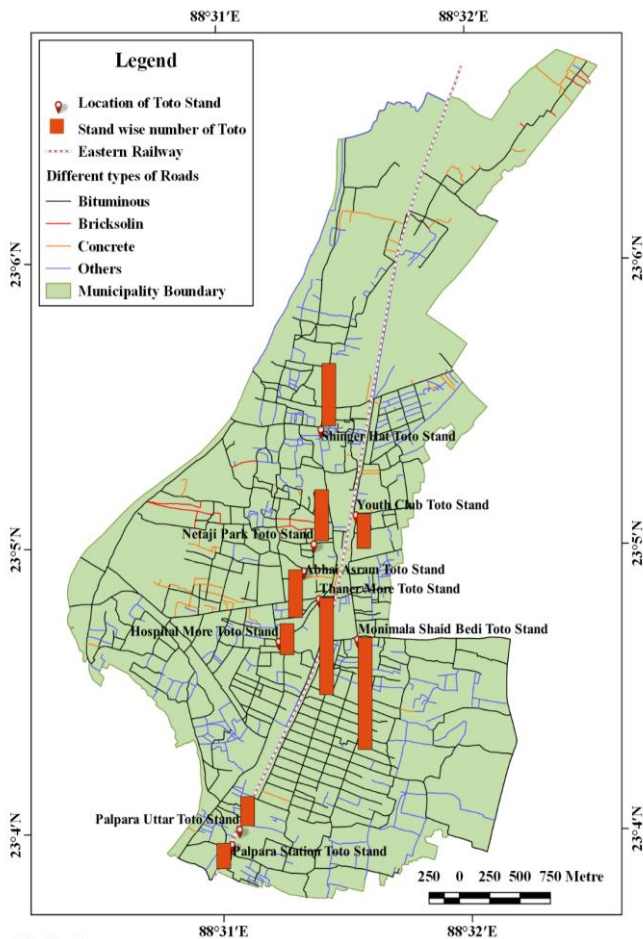 88°31′E
88°32′E
Legend
Location of Toto Stand
Stand wise number of Toto
Eastern Railway
Different types of Roads
Bituminous
Bricksolin
Concrete
Others
Municipality Boundary
23°6′N
23°6′N
Shinger Hat Toto Stand
Youth Club Toto Stand
Netaji Park Toto Stand
23°5′N
23°5′N
Abhai Asram Toto Stand
Thaner More Toto Stand
Hospital More Toto Stand
Monimala Shaid Bedi Toto Stand
Palpara Uttar Toto Stand
23°4′N
23°4′N
Palpara Station Toto Stand
250 0 250 500 750 Metre
88°31′E
88°32′E